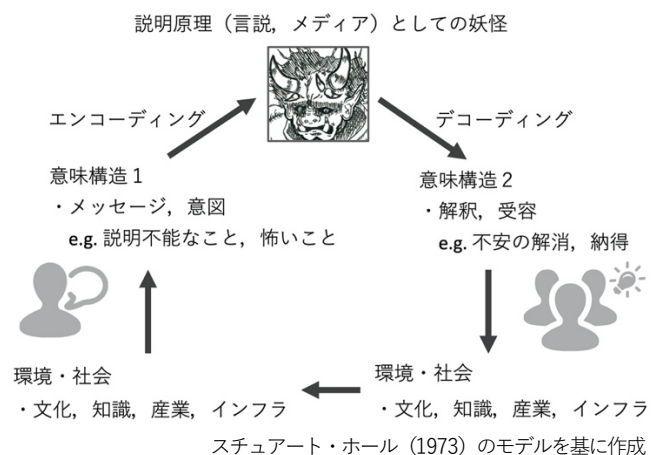 説明原理（言説，メディア）としての妖怪
エンコーディング
デコーディング
意味構造１
・メッセージ，意図
e.g. 説明不能なこと，怖いこと
意味構造２
・解釈，受容
e.g. 不安の解消，納得
環境・社会
・文化，知識，産業，インフラ
環境・社会
・文化，知識，産業，インフラ
スチュアート・ホール（1973）のモデルを基に作成